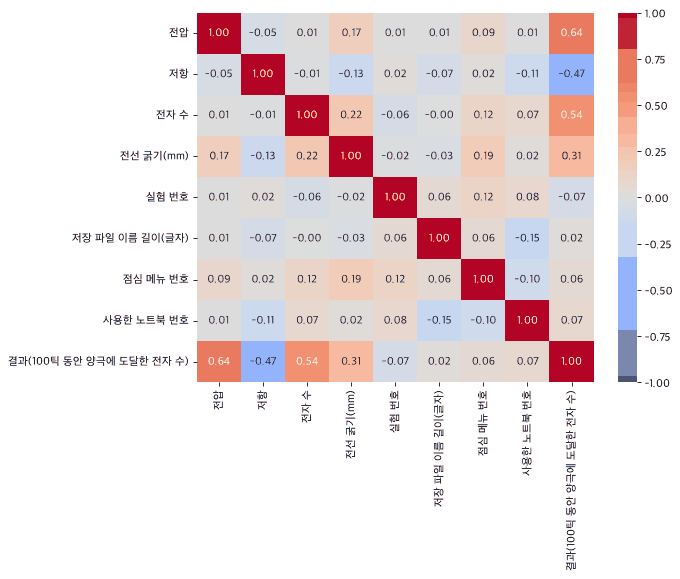 전압 1.00 -0.05 0.01 0.17 0.01 0.01 0.09 0.01 0.64
저항 -0.05 1.00 -0.01 -0.13 0.02 -0.07 0.02 -0.11 -0.47
전자 수 0.01 -0.01 1.00 0.22 -0.06 -0.00 0.12 0.07 0.54
전선 굵기(mm) 0.17 -0.13 0.22 1.00 -0.02 -0.03 0.19 0.02 0.31
실험 번호 0.01 0.02 -0.06 -0.02 1.00 0.06 0.12 0.08 -0.07
저장 파일 이름 길이(글자) 0.01 -0.07 -0.00 -0.03 0.06 1.00 0.06 -0.15 0.02
점심 메뉴 번호 0.09 0.02 0.12 0.19 0.12 0.06 1.00 -0.10 0.06
사용한 노트북 번호 0.01 -0.11 0.07 0.02 0.08 -0.15 -0.10 1.00 0.07
결과(100틱 동안 양극에 도달한 전자 수) 0.64 -0.47 0.54 0.31 -0.07 0.02 0.06 0.07 1.00
전압
저항
전자 수
전선 굵기(mm)
실험 번호
저장 파일 이름 길이(글자)
점심 메뉴 번호
사용한 노트북 번호
결과(100틱 동안 양극에 도달한 전자 수)
1.00
0.75
0.50
0.25
0.00
-0.25
-0.50
-0.75
-1.00